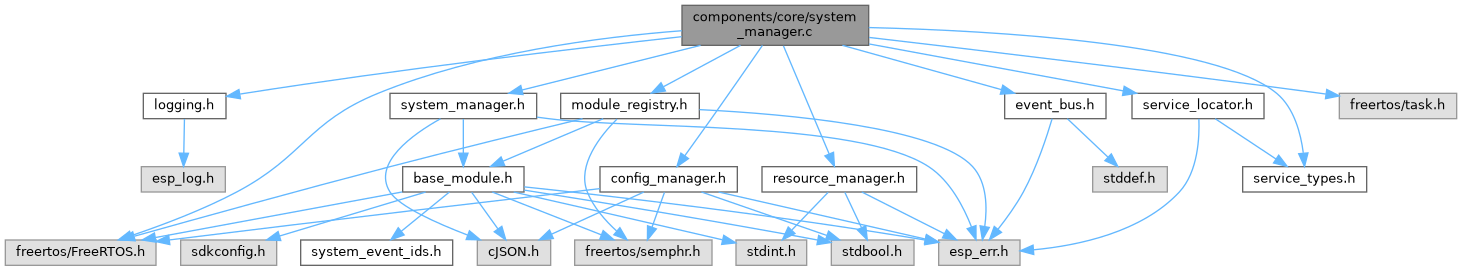 components/core/system
_manager.c
logging.h
system_manager.h
module_registry.h
event_bus.h
service_locator.h
freertos/task.h
esp_log.h
base_module.h
config_manager.h
resource_manager.h
stddef.h
service_types.h
freertos/FreeRTOS.h
sdkconfig.h
system_event_ids.h
cJSON.h
freertos/semphr.h
stdint.h
stdbool.h
esp_err.h